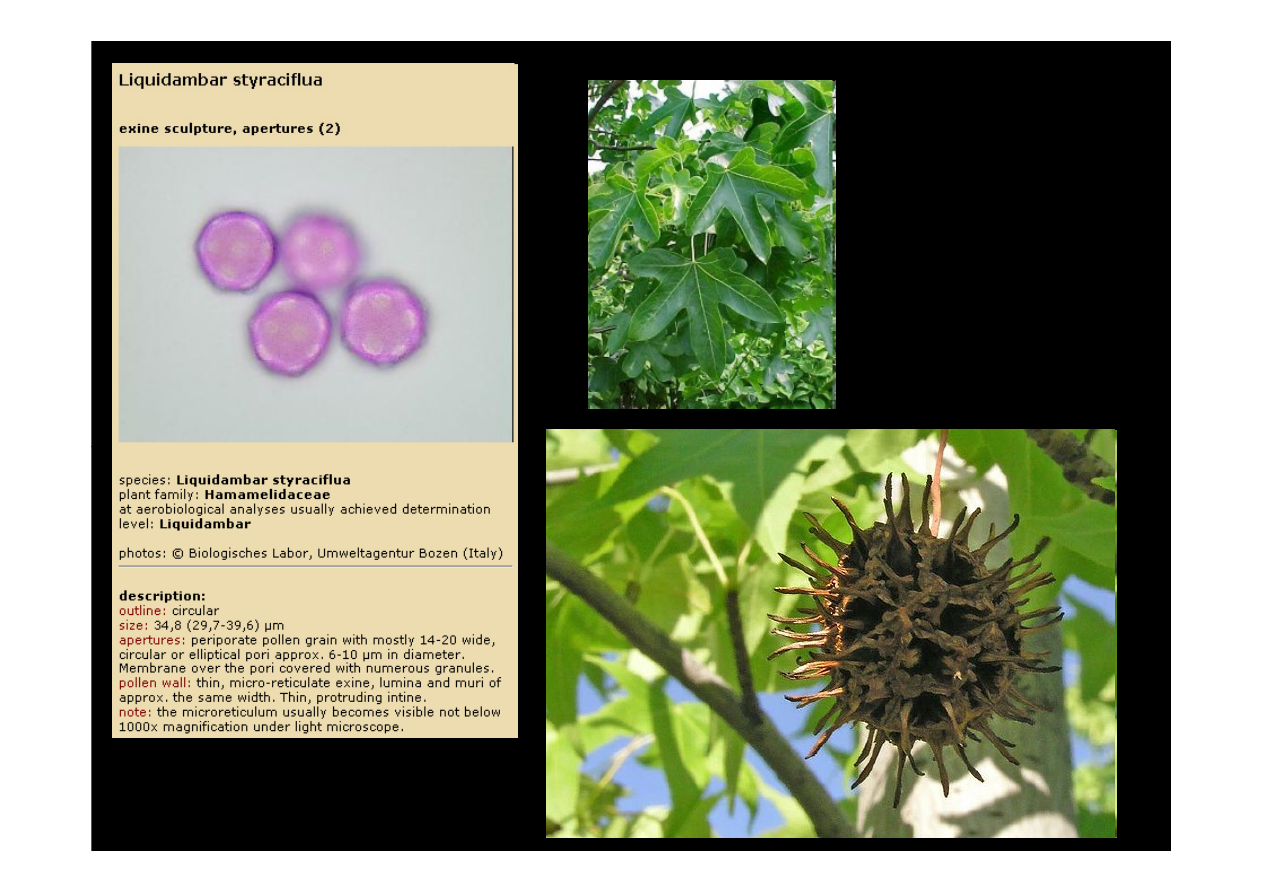 Liquidambar styraciflua
exine sculpture, apertures (2)
species: Liquidambar styraciflua
plant family: Hamamelidaceae
at aerobiological analyses usually achieved determination
level: Liquidambar
photos: © Biologisches Labor, Umweltagentur Bozen (Italy)
description:
outline: circular
size: 34,8 (29,7-39,6) µm
apertures: periporate pollen grain with mostly 14-20 wide,
circular or elliptical pori approx. 6-10 µm in diameter.
Membrane over the pori covered with numerous granules.
pollen wall: thin, micro-reticulate exine, lumina and muri of
approx. the same width. Thin, protruding intine.
note: the microreticulum usually becomes visible not below
1000x magnification under light microscope.